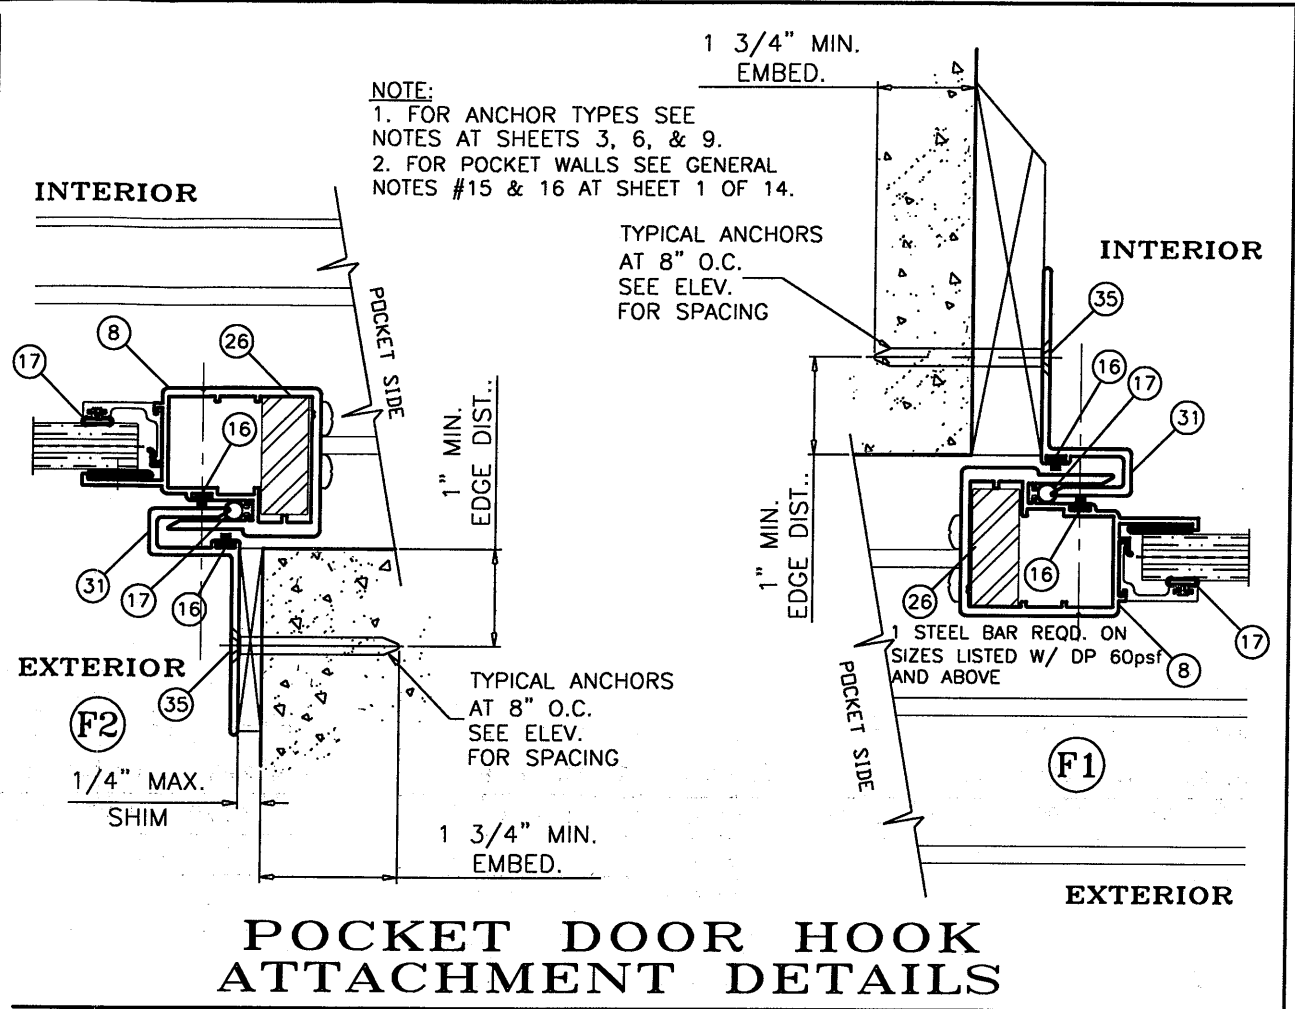 1 3/4" MIN.
EMBED.
NOTE:
1. FOR ANCHOR TYPES SEE
NOTES AT SHEETS 3, 6, & 9.
2. FOR POCKET WALLS SEE GENERAL
NOTES #15 & 16 AT SHEET 1 OF 14.
INTERIOR
TYPICAL ANCHORS
AT 8" O.C.
SEE ELEV.
FOR SPACING
INTERIOR
POCKET SIDE
8
26
17
16
1" MIN.
EDGE DIST..
35
16
17
31
31
17
16
1" MIN.
EDGE DIST..
16
26
17
8
1 STEEL BAR REQD. ON
SIZES LISTED W/ DP 60psf
AND ABOVE
EXTERIOR
35
F2
TYPICAL ANCHORS
AT 8" O.C.
SEE ELEV.
FOR SPACING
POCKET SIDE
F1
1/4" MAX.
SHIM
1 3/4" MIN.
EMBED.
EXTERIOR
POCKET DOOR HOOK
ATTACHMENT DETAILS